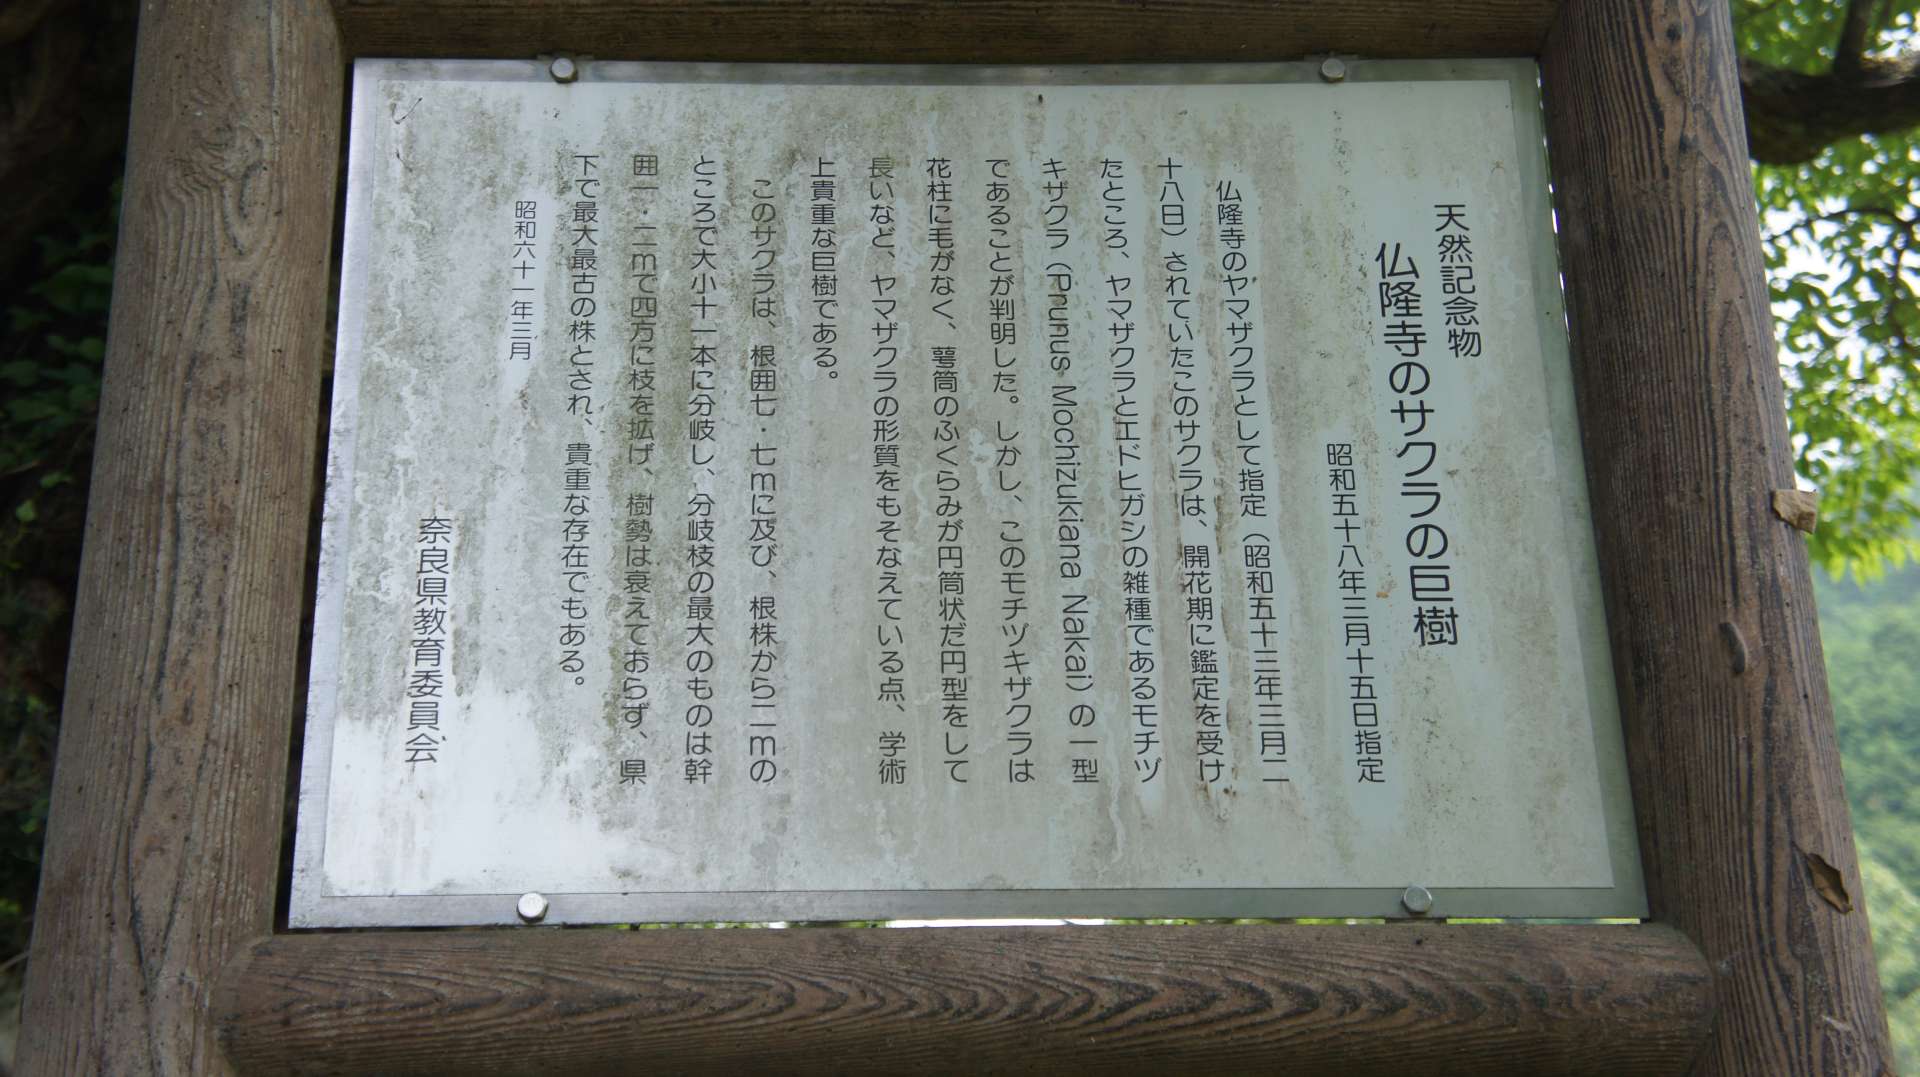 天然記念物
仏隆寺のサクラの巨樹
昭和五十八年三月十五日指定
仏隆寺のヤマザクラとして指定（昭和五十三年三月二
十八日）されていたこのサクラは、開花期に鑑定を受け
たところ、ヤマザクラとエドヒガシの雑種であるモチヅ
キザクラ（Prunus Mochizukiana Nakai）の一型
であることが判明した。しかし、このモチヅキザクラは
花柱に毛がなく、萼筒のふくらみが円筒状だ円型をして
長いなど、ヤマザクラの形質をもそなえている点、学術
上貴重な巨樹である。
このサクラは、根囲七・七mに及び、根株から二mの
ところで大小十一本に分岐し、分岐枝の最大のものは幹
囲一・二mで四方に枝を拡げ、樹勢は衰えておらず、県
下で最大最古の株とされ、貴重な存在でもある。
昭和六十一年三月
奈良県教育委員会